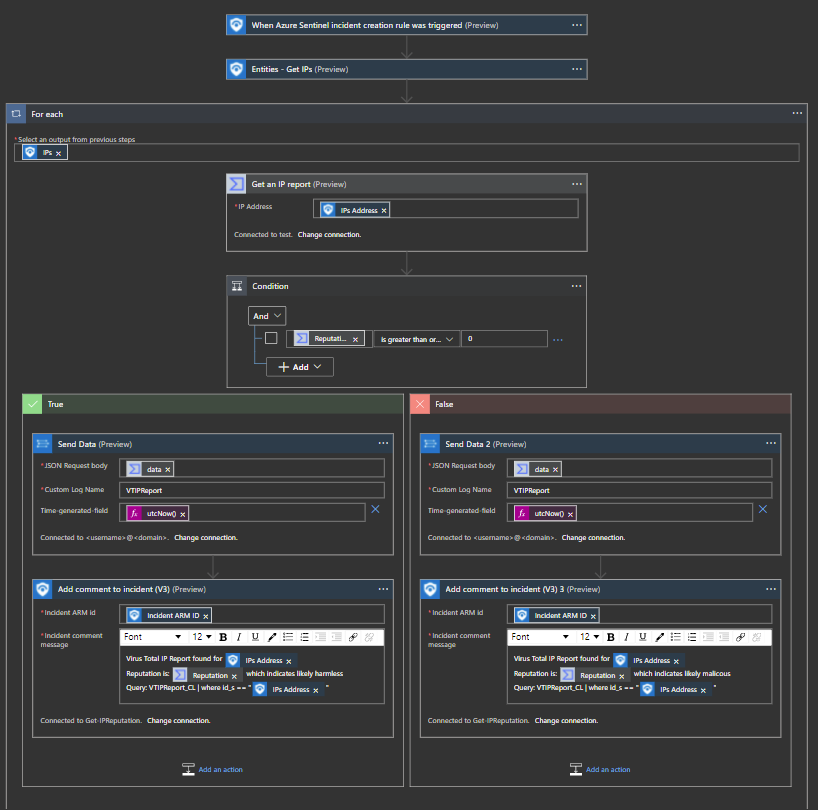 When Azure Sentinel incident creation rule was triggered (Preview)
Entities - Get IPs (Preview)
For each
*Select an output from previous steps
IPs ×
Get an IP report (Preview)
*IP Address
IPs Address ×
Connected to test. Change connection.
Condition
And
Reputati... × is greater than or... 0
+ Add
True
Send Data (Preview)
*JSON Request body
data ×
*Custom Log Name
VTIPReport
Time-generated-field
fx utcNow() ×
Connected to <username>@<domain>. Change connection.
Add comment to incident (V3) (Preview)
*Incident ARM id
Incident ARM ID ×
*Incident comment message
Font 12 B I U
Virus Total IP Report found for IPs Address ×
Reputation is: Reputation × which indicates likely harmless
Query: VTIPReport_CL | where id_s == " IPs Address × "
Connected to Get-IPReputation. Change connection.
Add an action
False
Send Data 2 (Preview)
*JSON Request body
data ×
*Custom Log Name
VTIPReport
Time-generated-field
fx utcNow() ×
Connected to <username>@<domain>. Change connection.
Add comment to incident (V3) 3 (Preview)
*Incident ARM id
Incident ARM ID ×
*Incident comment message
Font 12 B I U
Virus Total IP Report found for IPs Address ×
Reputation is: Reputation × which indicates likely malicous
Query: VTIPReport_CL | where id_s == " IPs Address × "
Connected to Get-IPReputation. Change connection.
Add an action